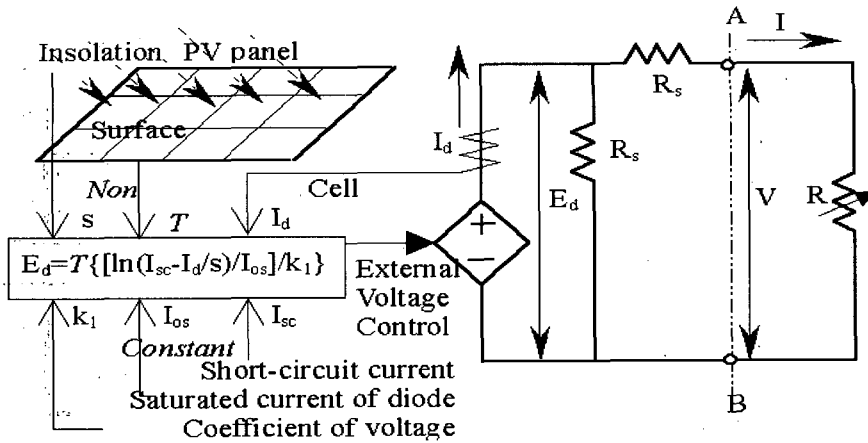 Insolation PV panel
Surface
Non
Cell
s
T
I_d
E_d=T{[ln(I_sc-I_d/s)/I_os]/k_1}
k_1
I_os
I_sc
Constant
Short-circuit current
Saturated current of diode
Coefficient of voltage
External
Voltage
Control
I_d
+
−
E_d
R_s
R_s
A
I
V
R
B